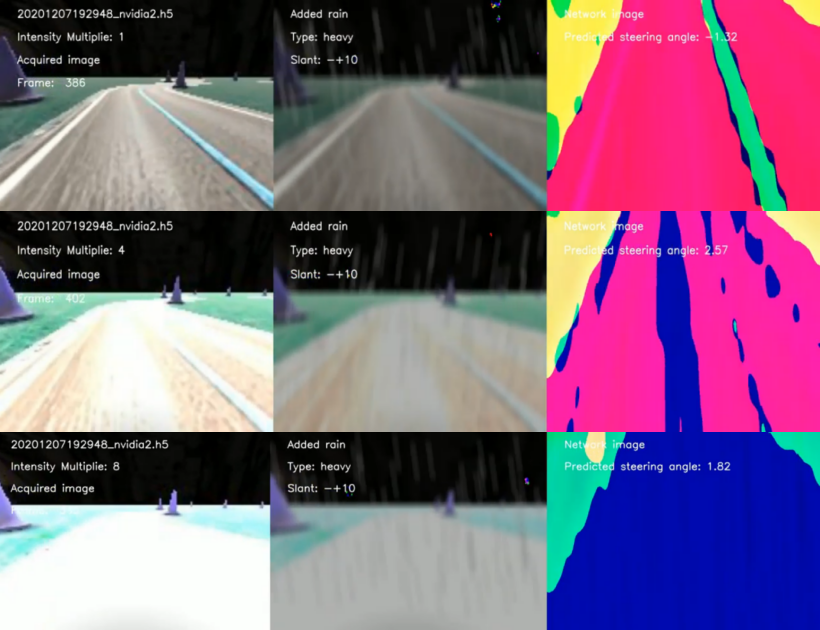 20201207192948_nvidia2.h5
Intensity Multiplie: 1
Acquired image
Frame: 386
Added rain
Type: heavy
Slant: -+10
Network image
Predicted steering angle: -1.32
20201207192948_nvidia2.h5
Intensity Multiplie: 4
Acquired image
Frame: 402
Added rain
Type: heavy
Slant: -+10
Network image
Predicted steering angle: 2.57
20201207192948_nvidia2.h5
Intensity Multiplie: 8
Acquired image
Added rain
Type: heavy
Slant: -+10
Network image
Predicted steering angle: 1.82